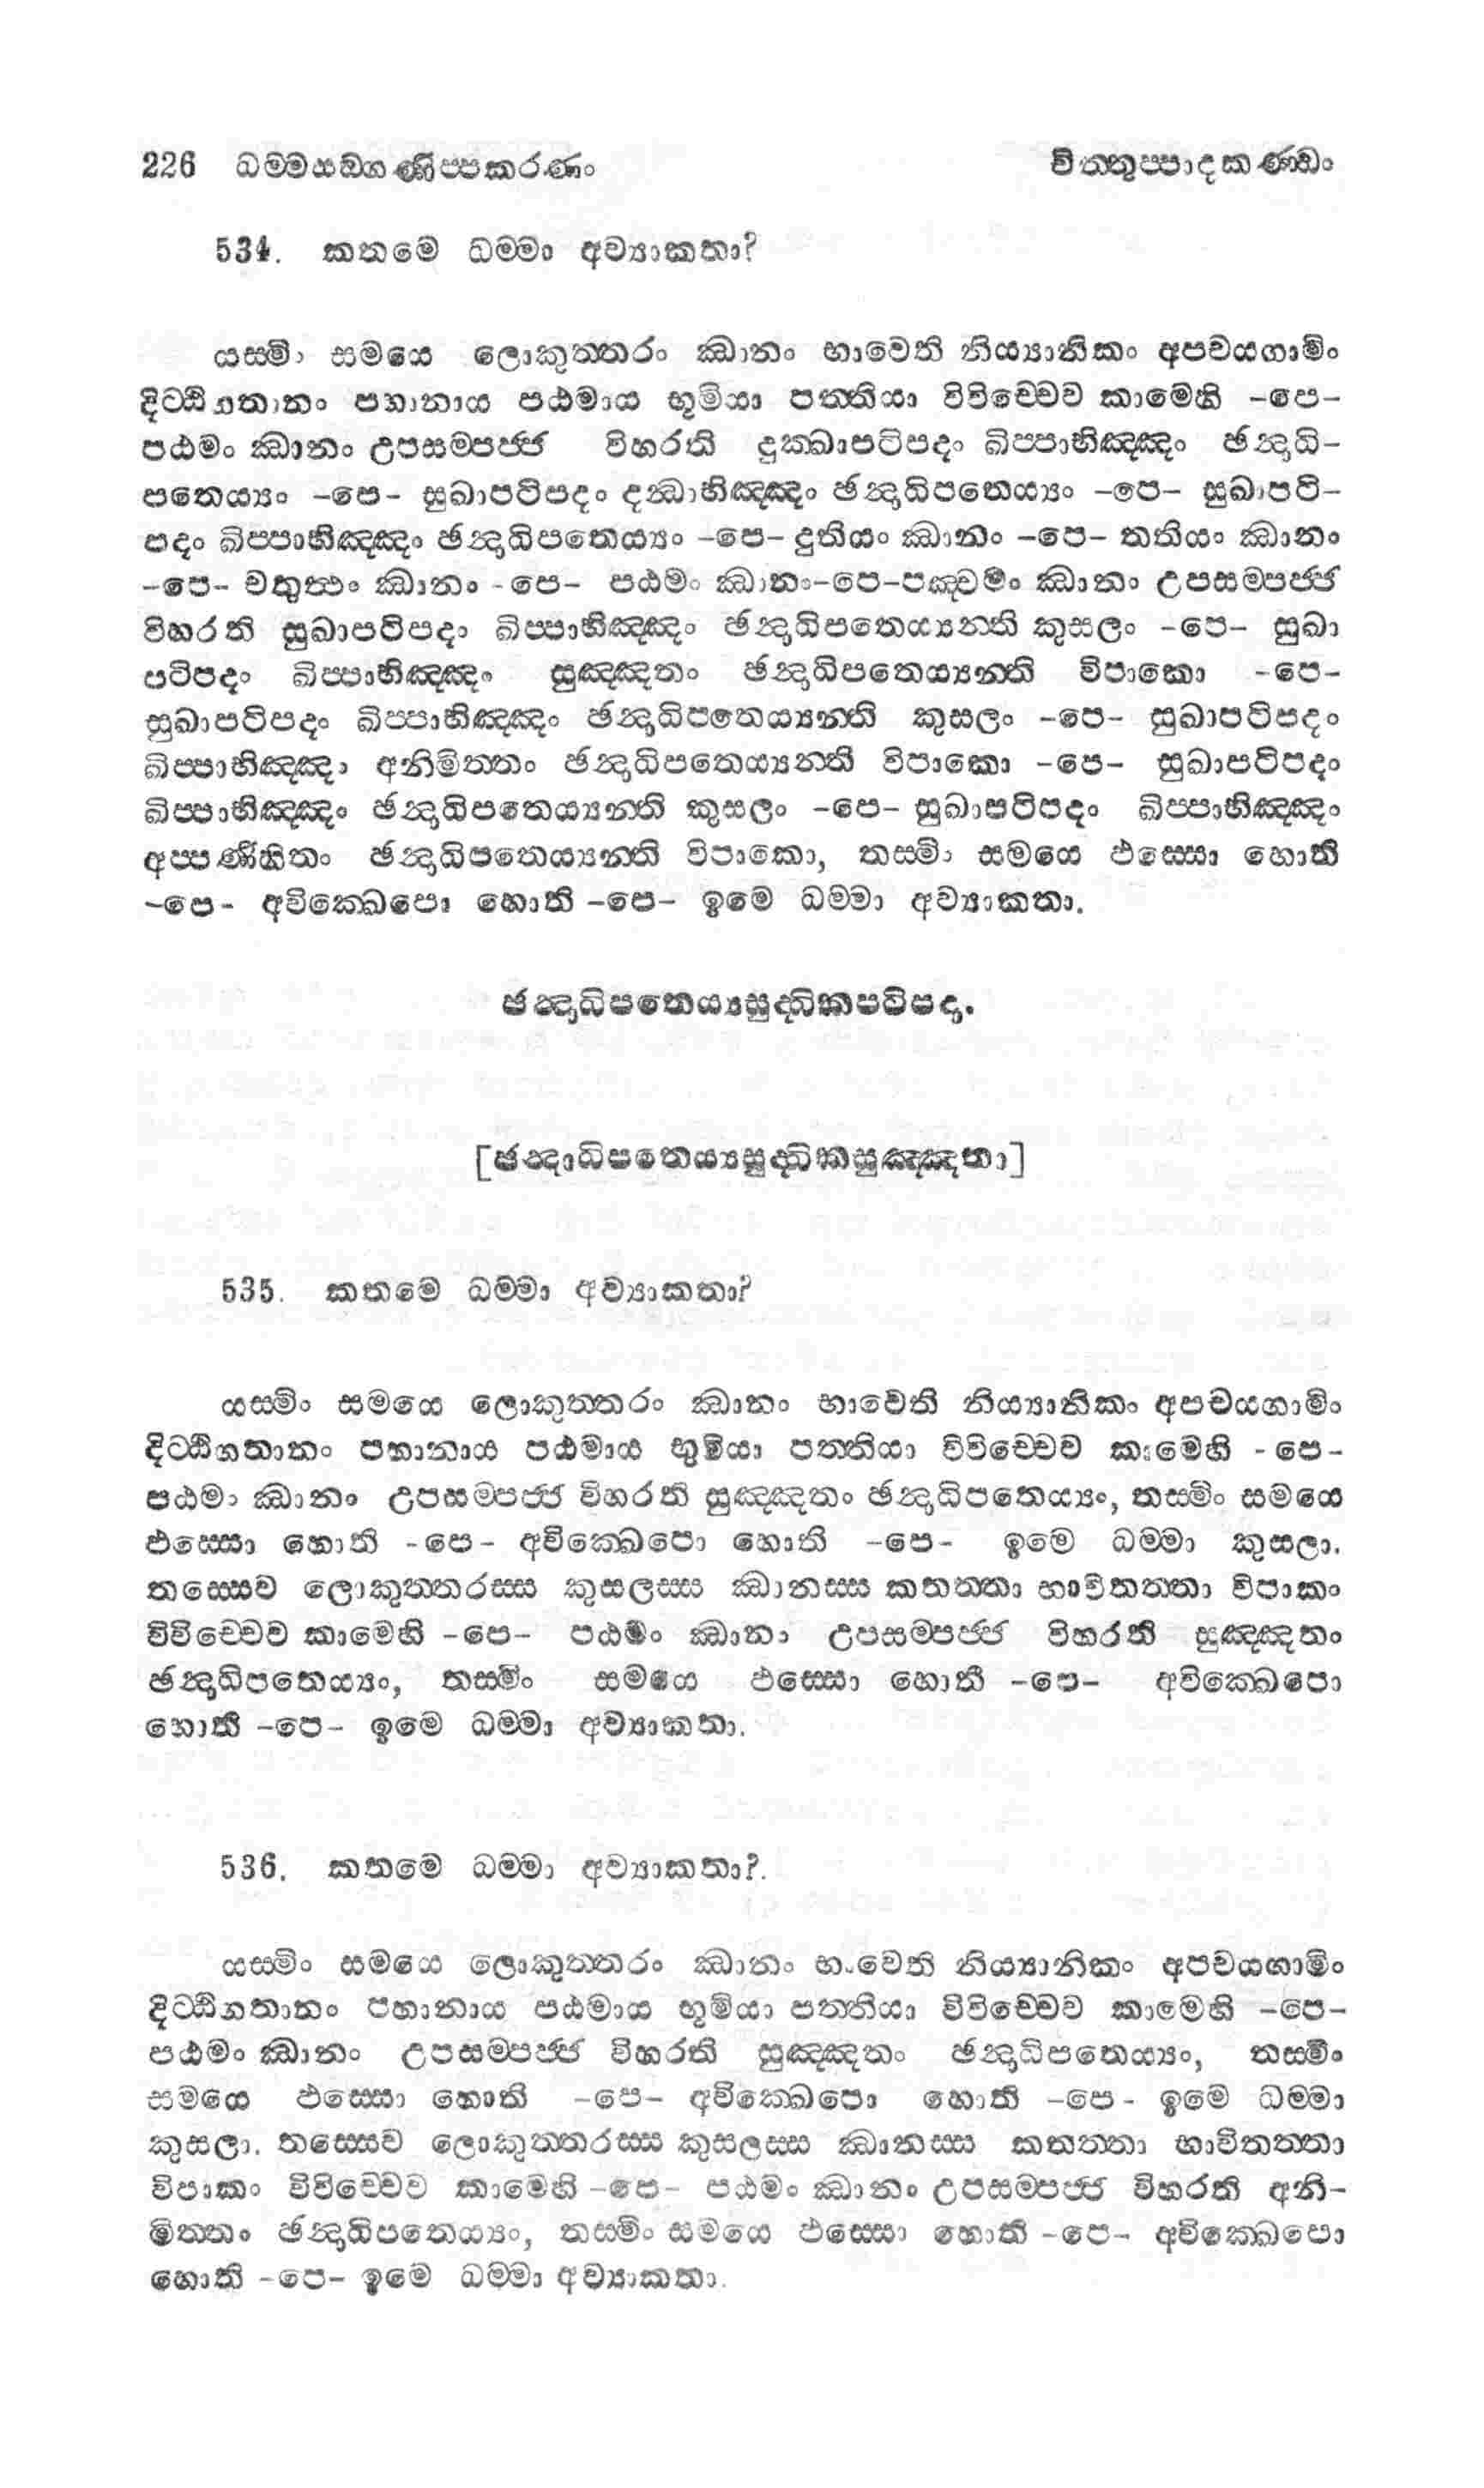 226 ධම්මසඞ්ගණිප්පකරණං චිත්තුප්පාදකණ්ඩං
534. කතමෙ ධම්මා අව්‍යාකතා?
යස්මිං සමයෙ ලොකුත්තරං ඣානං භාවෙති නිය්‍යානිකං අපචයගාමිං
දිට්ඨිගතානං පහානාය පඨමාය භූමියා පත්තියා විවිච්චෙව කාමෙහි -පෙ-
පඨමං ඣානං උපසම්පජ්ජ විහරති දුක්ඛාපටිපදං ඛිප්පාභිඤ්ඤං ඡන්දාධි-
පතෙය්‍යං -පෙ- සුඛාපටිපදං දන්ධාභිඤ්ඤං ඡන්දාධිපතෙය්‍යං -පෙ- සුඛාපටි-
පදං ඛිප්පාභිඤ්ඤං ඡන්දාධිපතෙය්‍යං -පෙ- දුතියං ඣානං -පෙ- තතියං ඣානං
-පෙ- චතුත්ථං ඣානං -පෙ- පඨමං ඣානං-පෙ-පඤ්චමං ඣානං උපසම්පජ්ජ
විහරති සුඛාපටිපදං ඛිප්පාභිඤ්ඤං ඡන්දාධිපතෙය්‍යන්ති කුසලං -පෙ- සුඛා
පටිපදං ඛිප්පාභිඤ්ඤං සුඤ්ඤතං ඡන්දාධිපතෙය්‍යන්ති විපාකො -පෙ-
සුඛාපටිපදං ඛිප්පාභිඤ්ඤං ඡන්දාධිපතෙය්‍යන්ති කුසලං -පෙ- සුඛාපටිපදං
ඛිප්පාභිඤ්ඤං අනිමිත්තං ඡන්දාධිපතෙය්‍යන්ති විපාකො -පෙ- සුඛාපටිපදං
ඛිප්පාභිඤ්ඤං ඡන්දාධිපතෙය්‍යන්ති කුසලං -පෙ- සුඛාපටිපදං ඛිප්පාභිඤ්ඤං
අප්පණිහිතං ඡන්දාධිපතෙය්‍යන්ති විපාකො, තස්මිං සමයෙ ඵස්සො හොති
-පෙ- අවික්ඛෙපො හොති -පෙ- ඉමෙ ධම්මා අව්‍යාකතා.
ඡන්දාධිපතෙය්‍යසුද්ධිකපටිපදා.
[ඡන්දාධිපතෙය්‍යසුද්ධිකසුඤ්ඤතා]
535. කතමෙ ධම්මා අව්‍යාකතා?
යස්මිං සමයෙ ලොකුත්තරං ඣානං භාවෙති නිය්‍යානිකං අපචයගාමිං
දිට්ඨිගතානං පහානාය පඨමාය භූමියා පත්තියා විවිච්චෙව කාමෙහි -පෙ-
පඨමං ඣානං උපසම්පජ්ජ විහරති සුඤ්ඤතං ඡන්දාධිපතෙය්‍යං, තස්මිං සමයෙ
ඵස්සො හොති -පෙ- අවික්ඛෙපො හොති -පෙ- ඉමෙ ධම්මා කුසලා.
තස්සෙව ලොකුත්තරස්ස කුසලස්ස ඣානස්ස කතත්තා භාවිතත්තා විපාකං
විවිච්චෙව කාමෙහි -පෙ- පඨමං ඣානං උපසම්පජ්ජ විහරති සුඤ්ඤතං
ඡන්දාධිපතෙය්‍යං, තස්මිං සමයෙ ඵස්සො හොති -පෙ- අවික්ඛෙපො
හොති -පෙ- ඉමෙ ධම්මා අව්‍යාකතා.
536. කතමෙ ධම්මා අව්‍යාකතා?.
යස්මිං සමයෙ ලොකුත්තරං ඣානං භාවෙති නිය්‍යානිකං අපචයගාමිං
දිට්ඨිගතානං පහානාය පඨමාය භූමියා පත්තියා විවිච්චෙව කාමෙහි -පෙ-
පඨමං ඣානං උපසම්පජ්ජ විහරති සුඤ්ඤතං ඡන්දාධිපතෙය්‍යං, තස්මිං
සමයෙ ඵස්සො හොති -පෙ- අවික්ඛෙපො හොති -පෙ- ඉමෙ ධම්මා
කුසලා. තස්සෙව ලොකුත්තරස්ස කුසලස්ස ඣානස්ස කතත්තා භාවිතත්තා
විපාකං විවිච්චෙව කාමෙහි -පෙ- පඨමං ඣානං උපසම්පජ්ජ විහරති අනි-
මිත්තං ඡන්දාධිපතෙය්‍යං, තස්මිං සමයෙ ඵස්සො හොති -පෙ- අවික්ඛෙපො
හොති -පෙ- ඉමෙ ධම්මා අව්‍යාකතා.